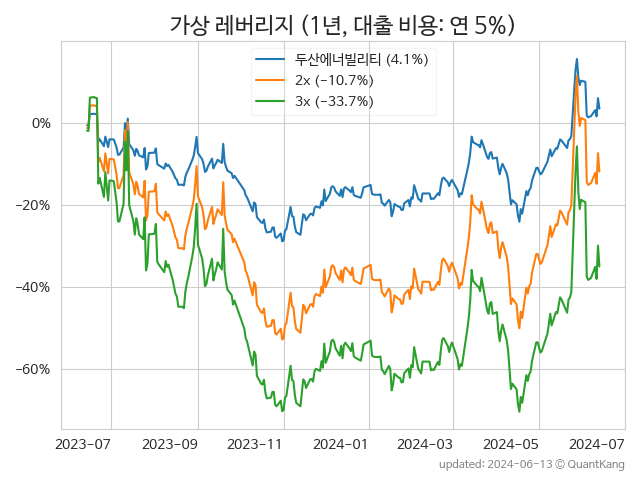 가상 레버리지 (1년, 대출 비용: 연 5%)
두산에너빌리티 (4.1%)
2x (−10.7%)
3x (−33.7%)
0%
−20%
−40%
−60%
2023-07 2023-09 2023-11 2024-01 2024-03 2024-05 2024-07
updated: 2024-06-13 © QuantKang